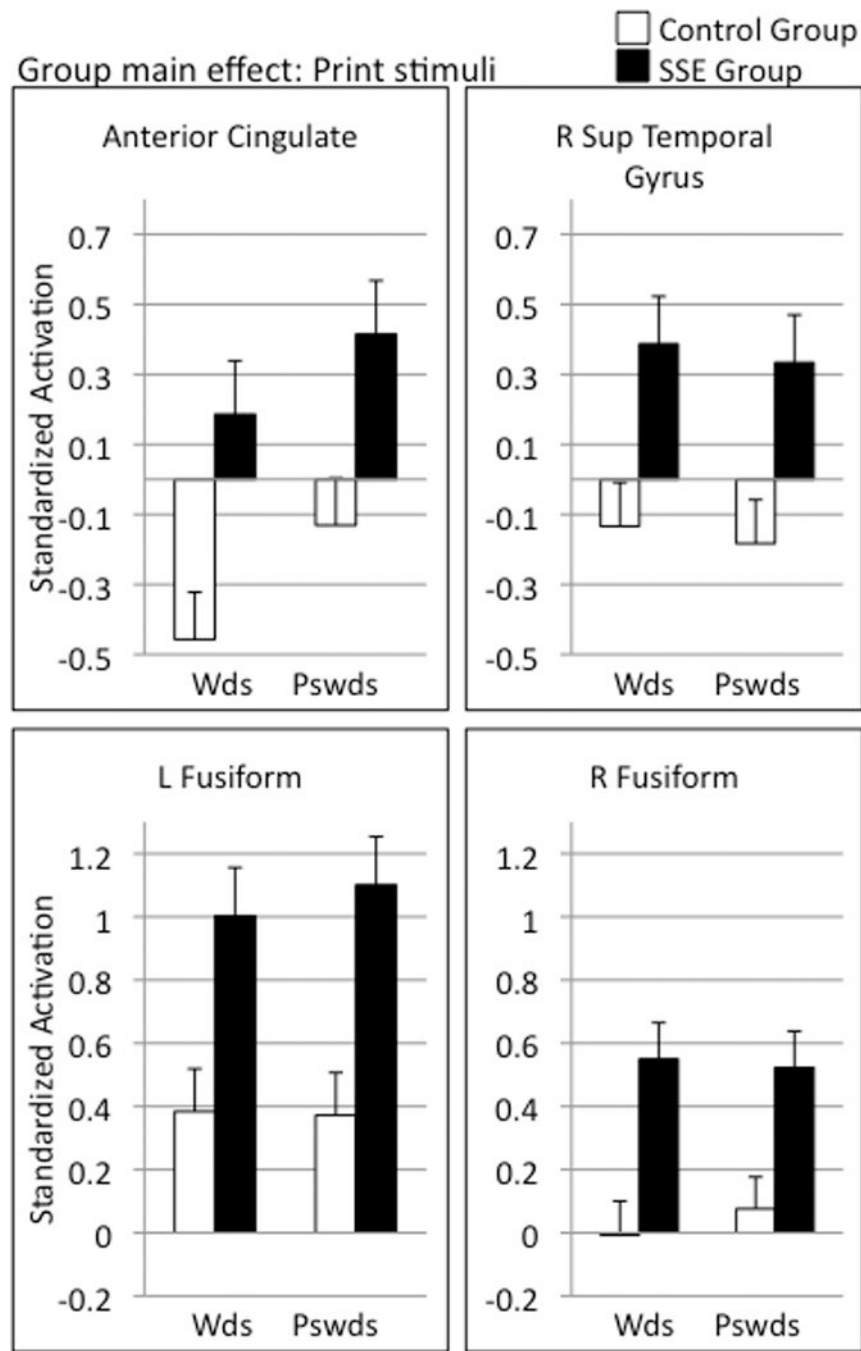 Control Group
Group main effect: Print stimuli
SSE Group
Anterior Cingulate
Standardized Activation
0.7
0.5
0.3
0.1
-0.1
-0.3
-0.5
Wds Pswds
R Sup Temporal
Gyrus
0.7
0.5
0.3
0.1
-0.1
-0.3
-0.5
Wds Pswds
L Fusiform
Standardized Activation
1.2
1
0.8
0.6
0.4
0.2
0
-0.2
Wds Pswds
R Fusiform
1.2
1
0.8
0.6
0.4
0.2
0
-0.2
Wds Pswds